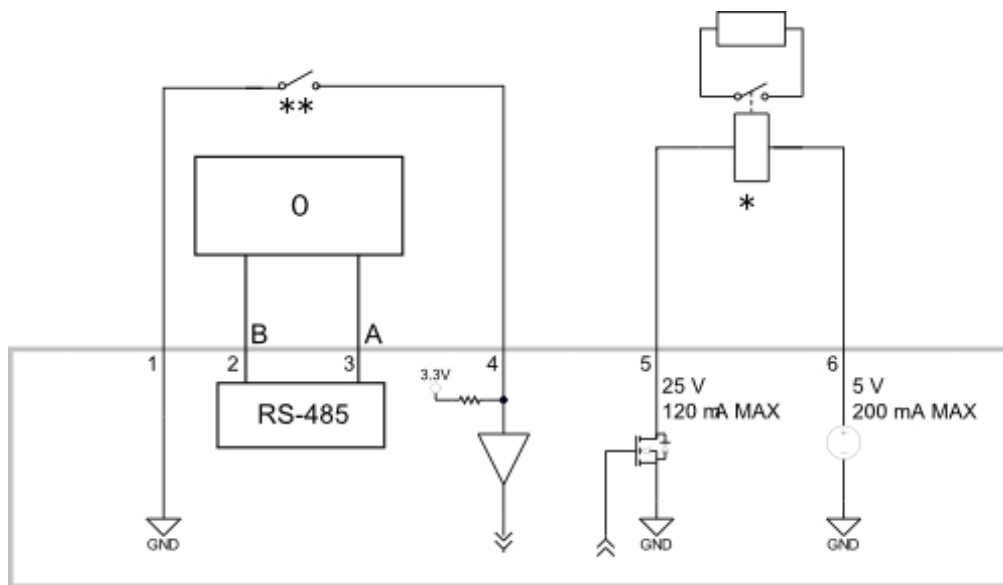 **
*
0
B
A
1
2
3
4
5
6
3.3V
25 V
120 mA MAX
5 V
200 mA MAX
RS-485
+
−
GND
GND
GND